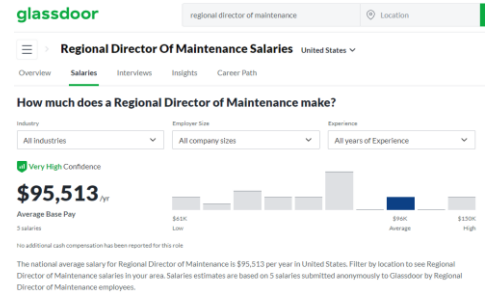 glassdoor
regional director of maintenance
Location
Regional Director Of Maintenance Salaries United States
Overview Salaries Interviews Insights Career Path
How much does a Regional Director of Maintenance make?
Industry Employer Size Experience
All industries All company sizes All years of Experience
Very High Confidence
$95,513 /yr
Average Base Pay
5 salaries
$61K $96K $150K
Low Average High
No additional cash compensation has been reported for this role
The national average salary for Regional Director of Maintenance is $95,513 per year in United States. Filter by location to see Regional
Director of Maintenance salaries in your area. Salaries estimates are based on 5 salaries submitted anonymously to Glassdoor by Regional
Director of Maintenance employees.